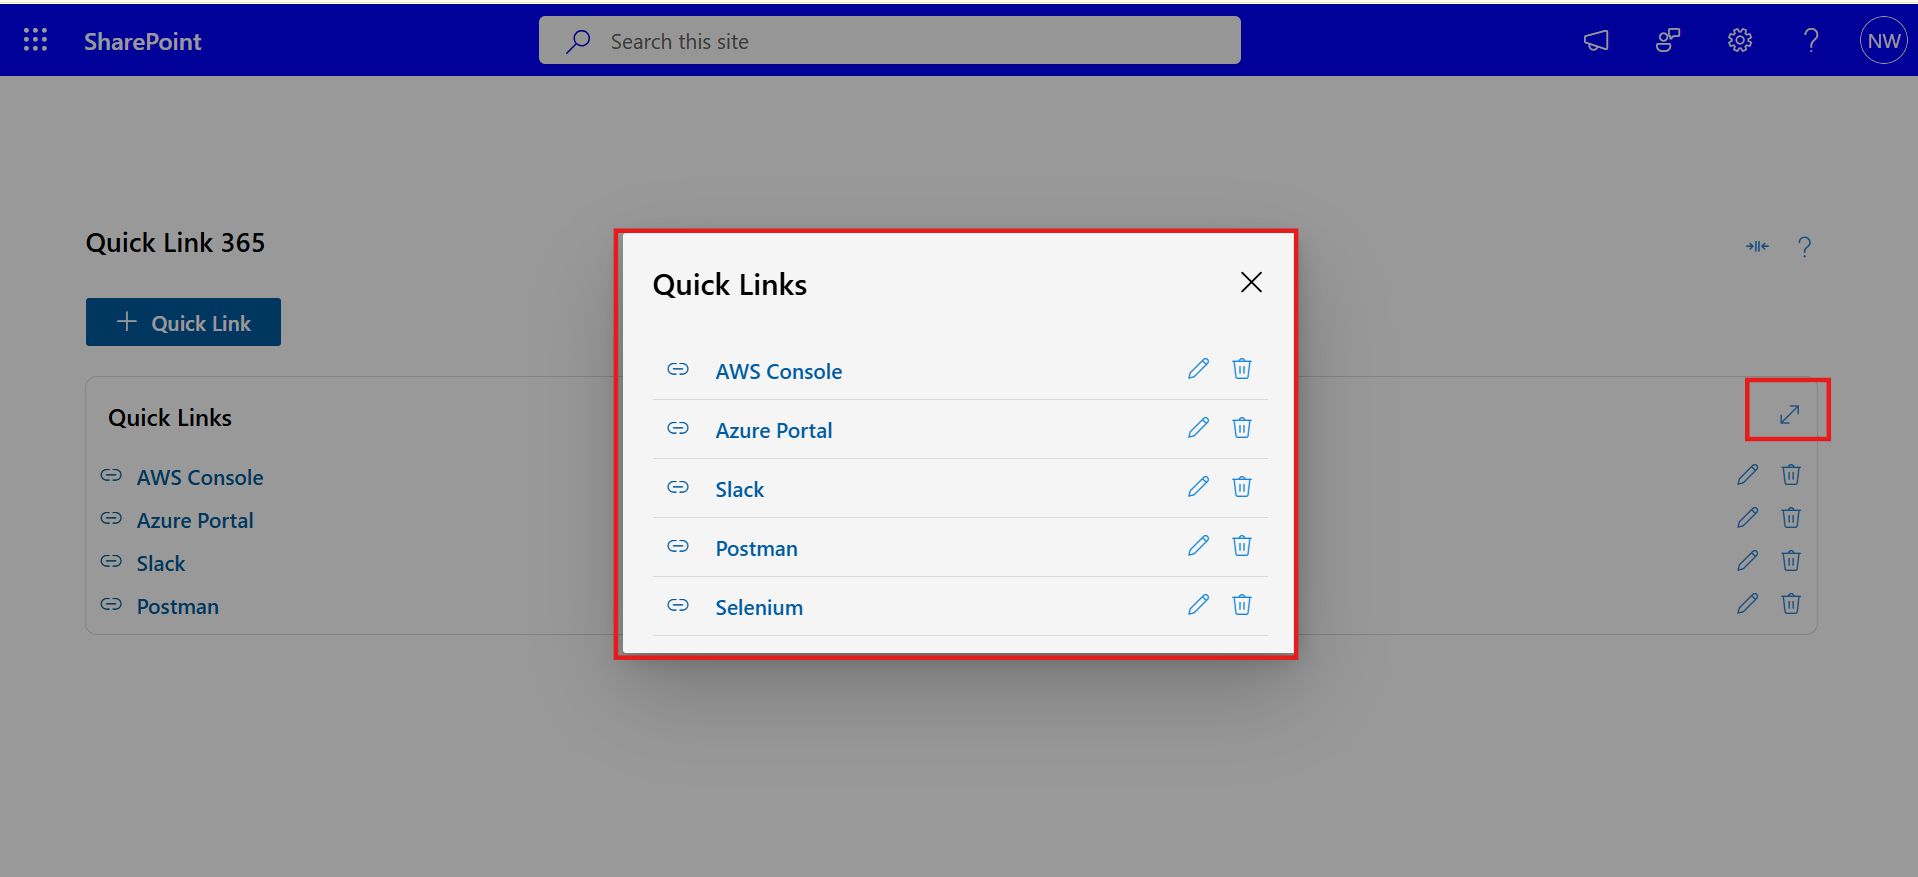 SharePoint
Search this site
NW
Quick Link 365
Quick Link
Quick Links
AWS Console
Azure Portal
Slack
Postman
Quick Links
AWS Console
Azure Portal
Slack
Postman
Selenium